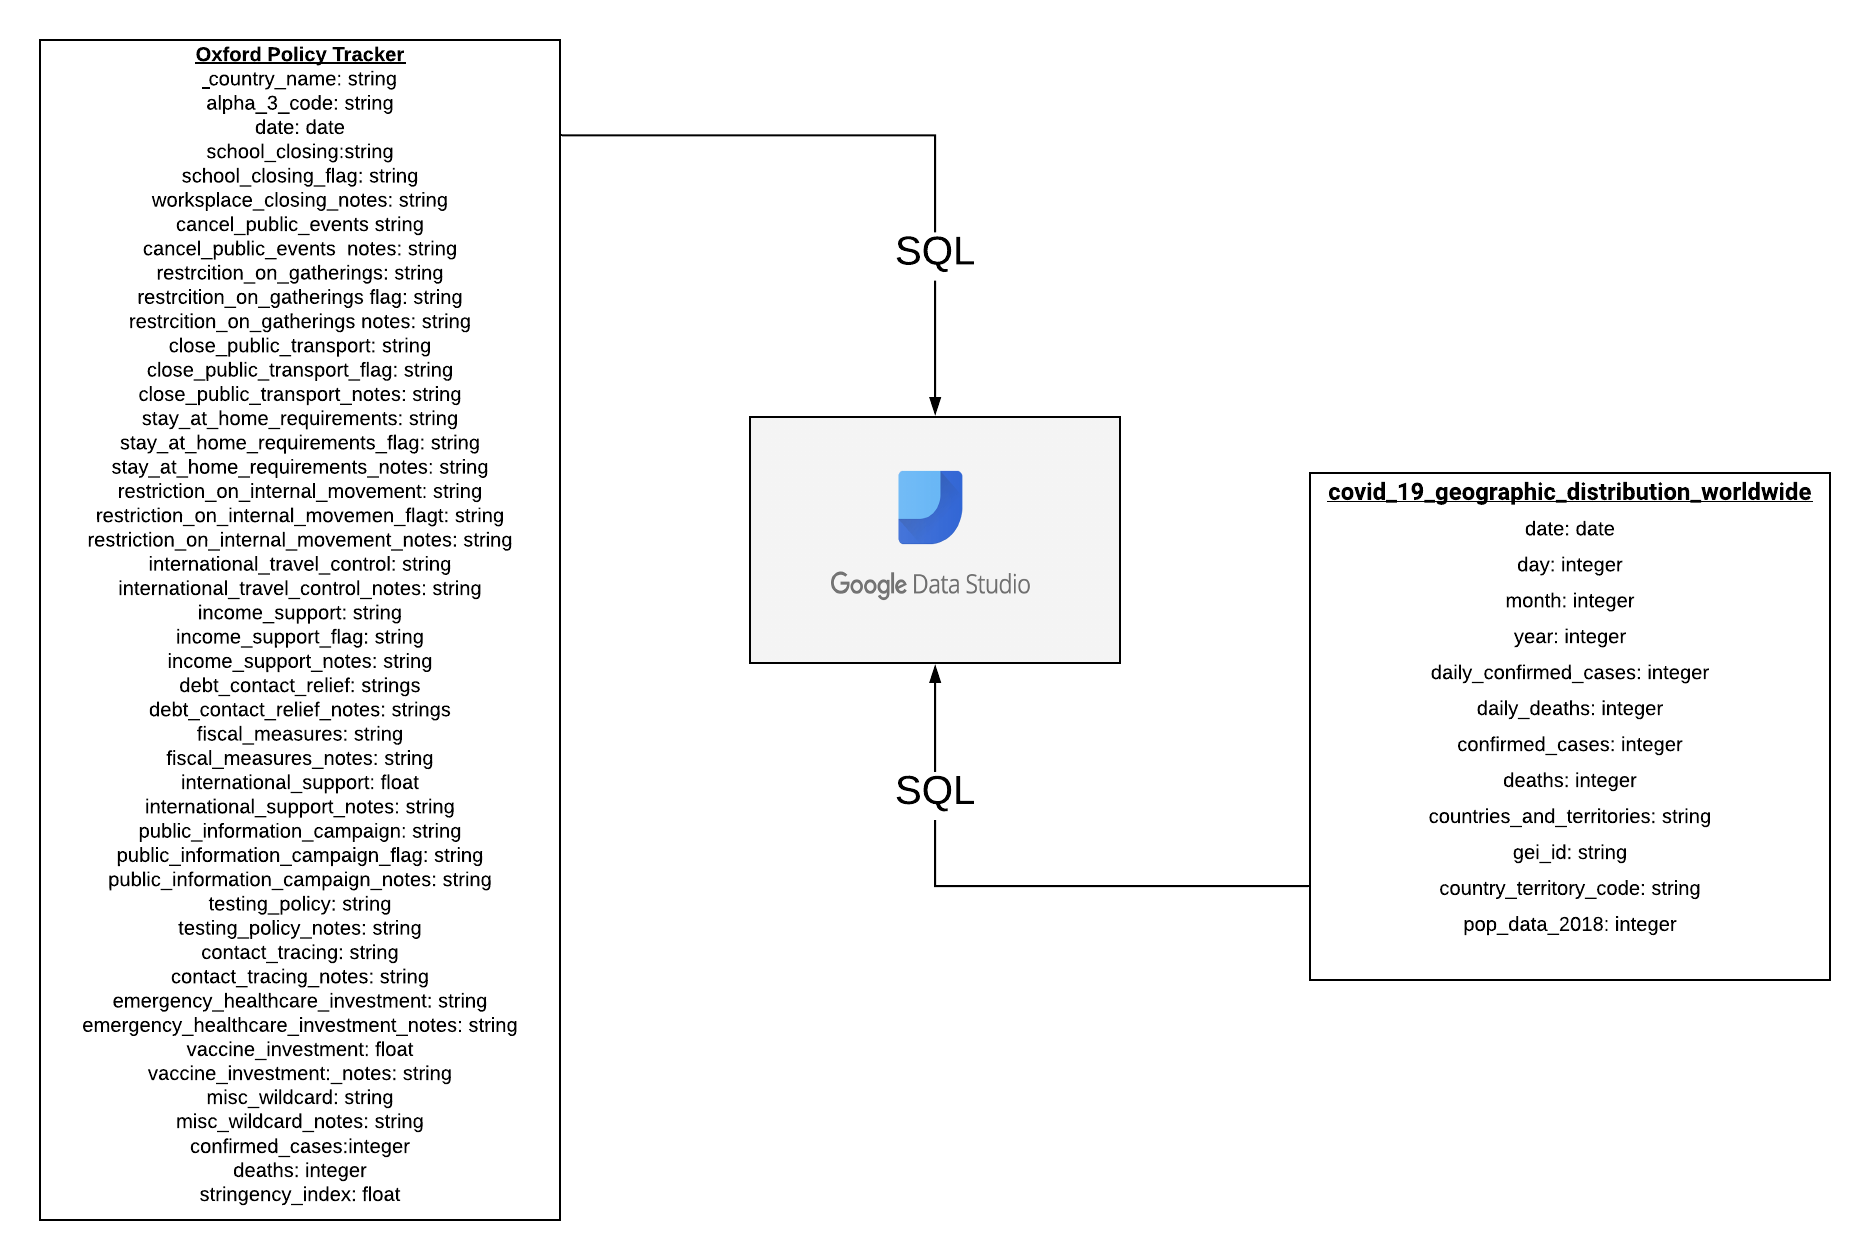 Oxford Policy Tracker
_country_name: string
alpha_3_code: string
date: date
school_closing:string
school_closing_flag: string
worksplace_closing_notes: string
cancel_public_events string
cancel_public_events  notes: string
restrcition_on_gatherings: string
restrcition_on_gatherings flag: string
restrcition_on_gatherings notes: string
close_public_transport: string
close_public_transport_flag: string
close_public_transport_notes: string
stay_at_home_requirements: string
stay_at_home_requirements_flag: string
stay_at_home_requirements_notes: string
restriction_on_internal_movement: string
restriction_on_internal_movemen_flagt: string
restriction_on_internal_movement_notes: string
international_travel_control: string
international_travel_control_notes: string
income_support: string
income_support_flag: string
income_support_notes: string
debt_contact_relief: strings
debt_contact_relief_notes: strings
fiscal_measures: string
fiscal_measures_notes: string
international_support: float
international_support_notes: string
public_information_campaign: string
public_information_campaign_flag: string
public_information_campaign_notes: string
testing_policy: string
testing_policy_notes: string
contact_tracing: string
contact_tracing_notes: string
emergency_healthcare_investment: string
emergency_healthcare_investment_notes: string
vaccine_investment: float
vaccine_investment:_notes: string
misc_wildcard: string
misc_wildcard_notes: string
confirmed_cases:integer
deaths: integer
stringency_index: float
SQL
Google Data Studio
SQL
covid_19_geographic_distribution_worldwide
date: date
day: integer
month: integer
year: integer
daily_confirmed_cases: integer
daily_deaths: integer
confirmed_cases: integer
deaths: integer
countries_and_territories: string
gei_id: string
country_territory_code: string
pop_data_2018: integer